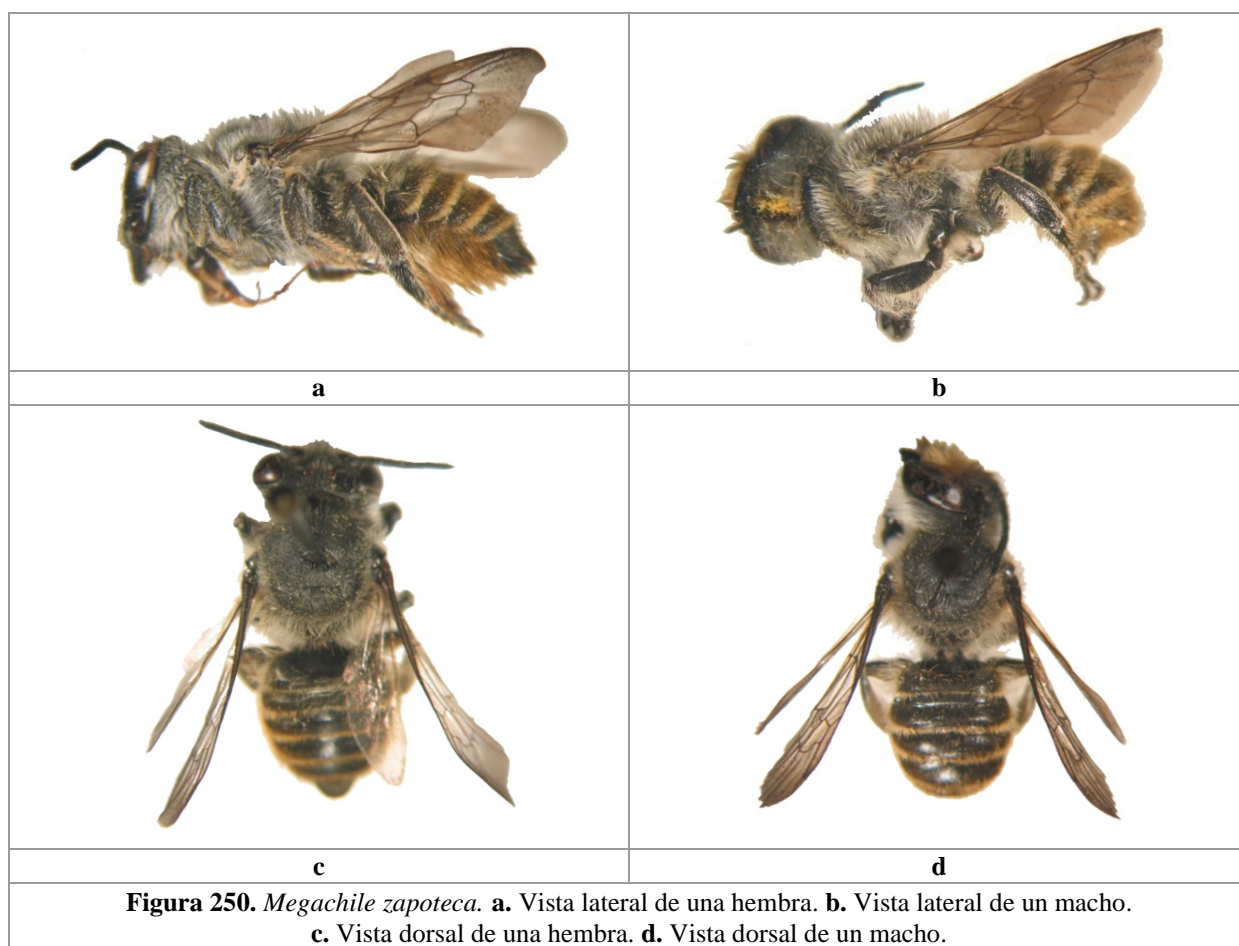 a
b
c
d
Figura 250. Megachile zapoteca. a. Vista lateral de una hembra. b. Vista lateral de un macho.
c. Vista dorsal de una hembra. d. Vista dorsal de un macho.